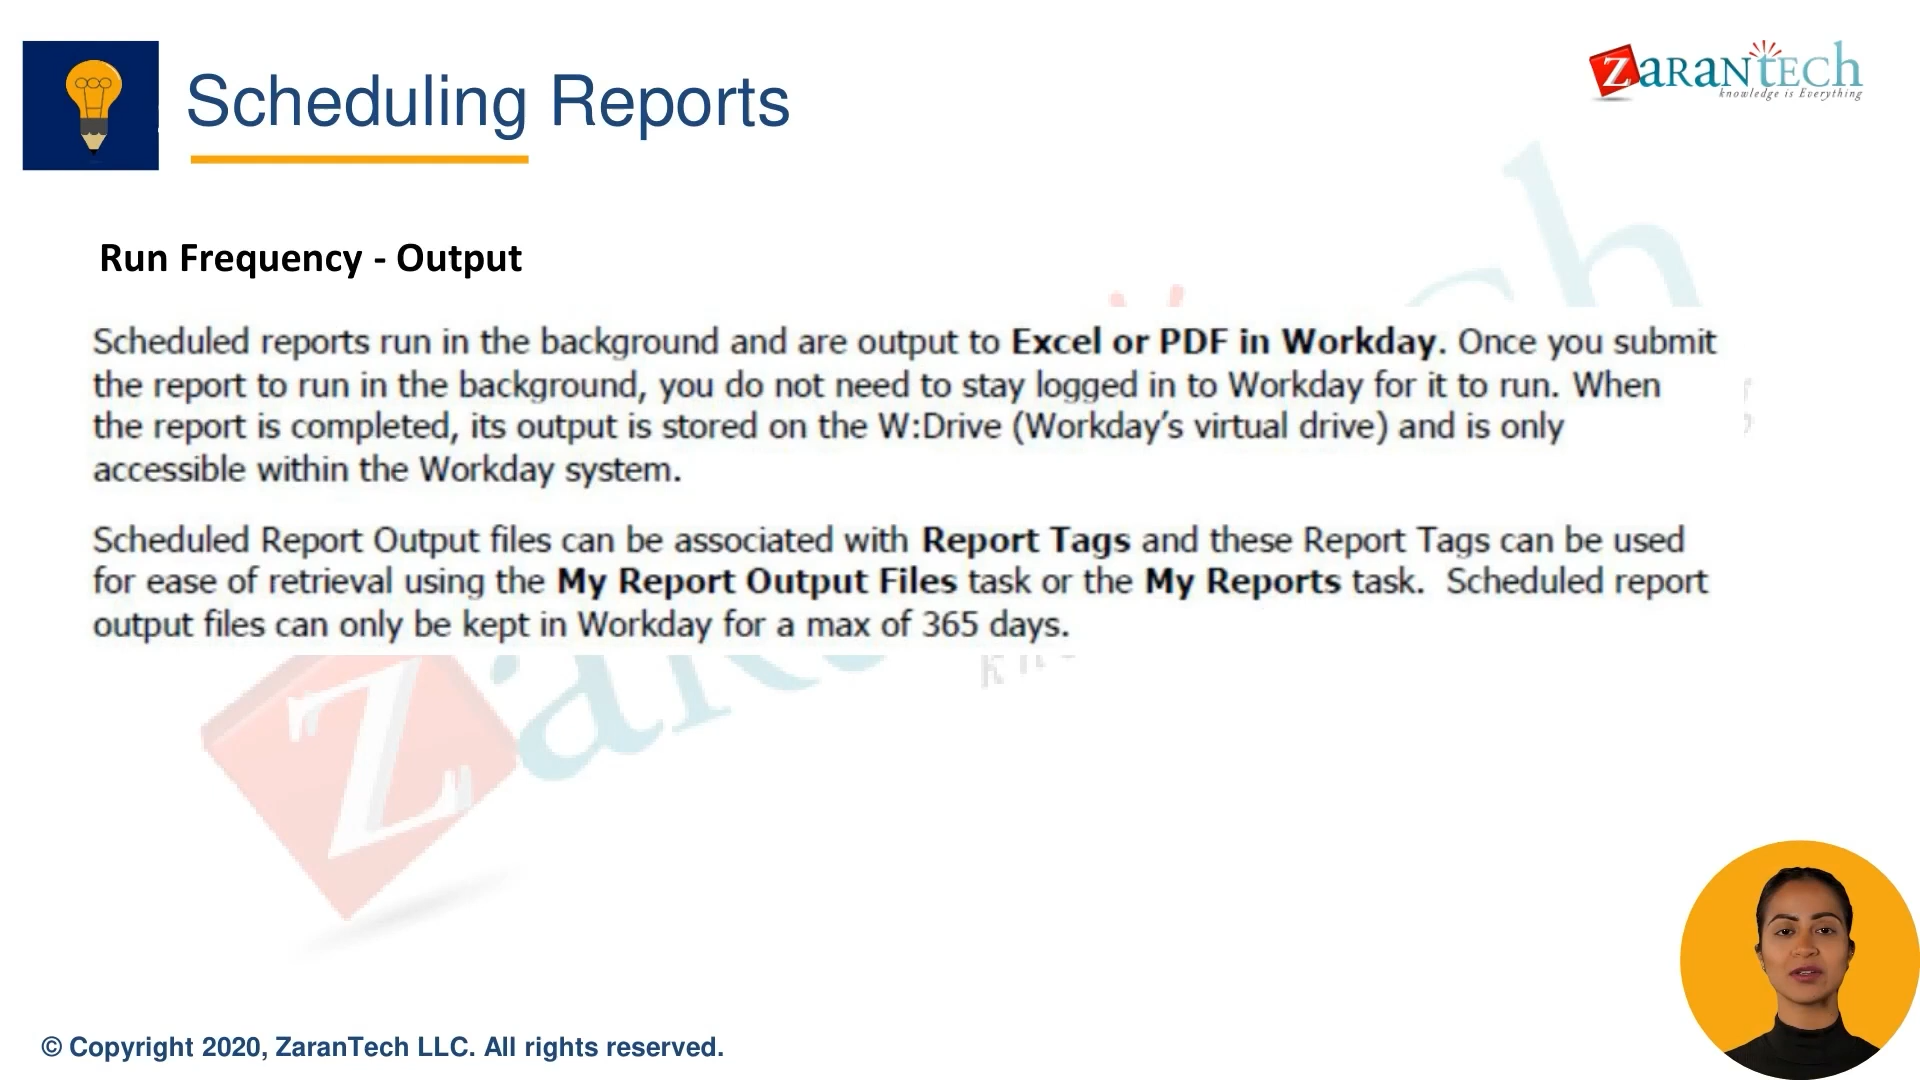 Scheduling Reports
ZARANTECH
knowledge is Everything
Run Frequency - Output
Scheduled reports run in the background and are output to Excel or PDF in Workday. Once you submit
the report to run in the background, you do not need to stay logged in to Workday for it to run. When
the report is completed, its output is stored on the W:Drive (Workday’s virtual drive) and is only
accessible within the Workday system.
Scheduled Report Output files can be associated with Report Tags and these Report Tags can be used
for ease of retrieval using the My Report Output Files task or the My Reports task.  Scheduled report
output files can only be kept in Workday for a max of 365 days.
© Copyright 2020, ZaranTech LLC. All rights reserved.